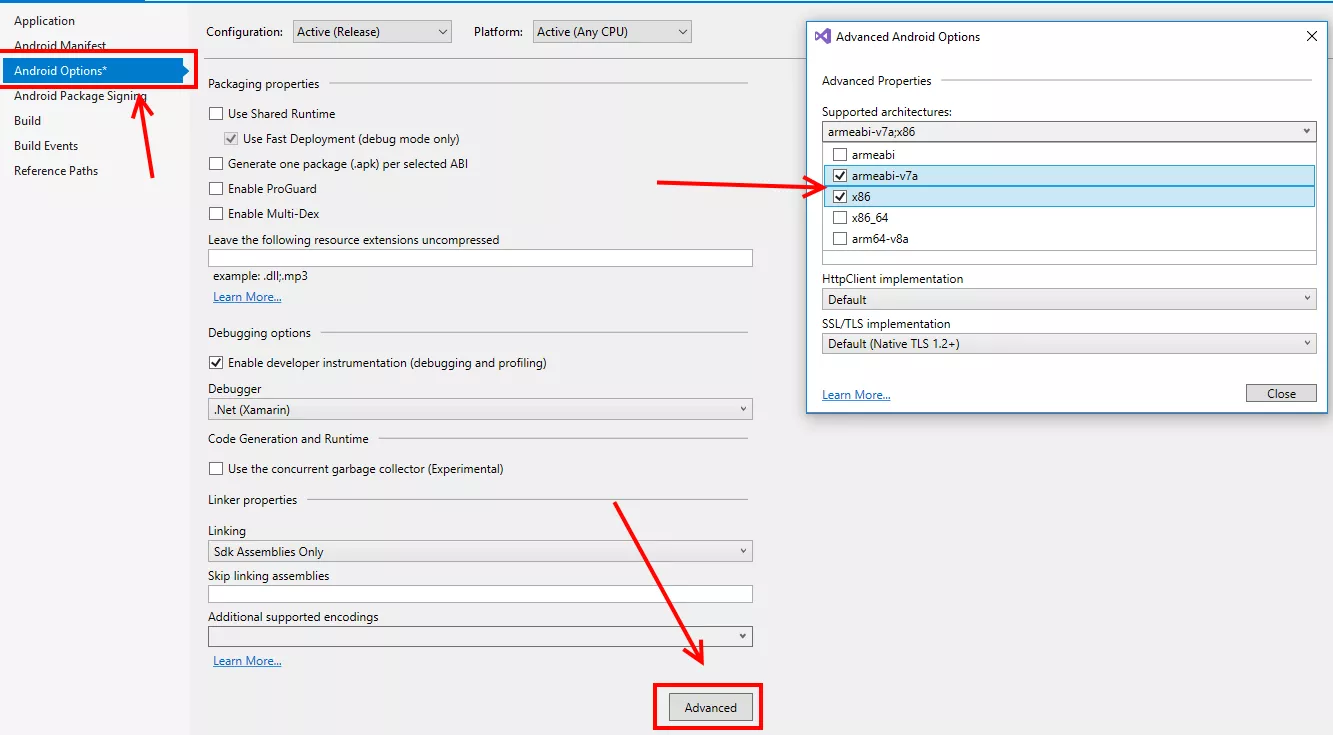 Application
Android Manifest
Android Options*
Android Package Signing
Build
Build Events
Reference Paths
Configuration: Active (Release) Platform: Active (Any CPU)
Packaging properties
Use Shared Runtime
Use Fast Deployment (debug mode only)
Generate one package (.apk) per selected ABI
Enable ProGuard
Enable Multi-Dex
Leave the following resource extensions uncompressed
example: .dll;.mp3
Learn More...
Debugging options
Enable developer instrumentation (debugging and profiling)
Debugger
.Net (Xamarin)
Code Generation and Runtime
Use the concurrent garbage collector (Experimental)
Linker properties
Linking
Sdk Assemblies Only
Skip linking assemblies
Additional supported encodings
Learn More...
Advanced
Advanced Android Options
Advanced Properties
Supported architectures:
armeabi-v7a;x86
armeabi
armeabi-v7a
x86
x86_64
arm64-v8a
HttpClient implementation
Default
SSL/TLS implementation
Default (Native TLS 1.2+)
Learn More...
Close